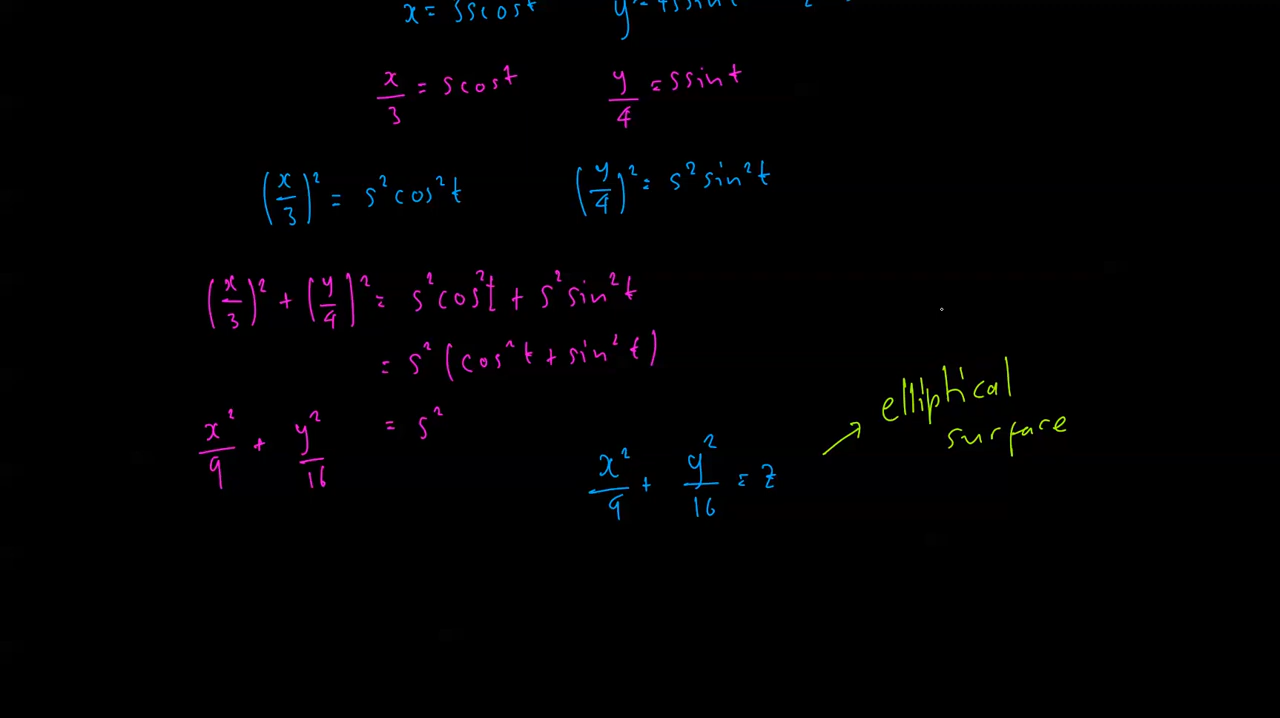 x = 3scost y = 4ssint
x/3 = scost y/4 = ssint
(x/3)² = s²cos²t (y/4)² = s²sin²t
(x/3)² + (y/4)² = s²cos²t + s²sin²t
= s²(cos²t + sin²t)
x²/9 + y²/16 = s²
x²/9 + y²/16 = z
elliptical
surface